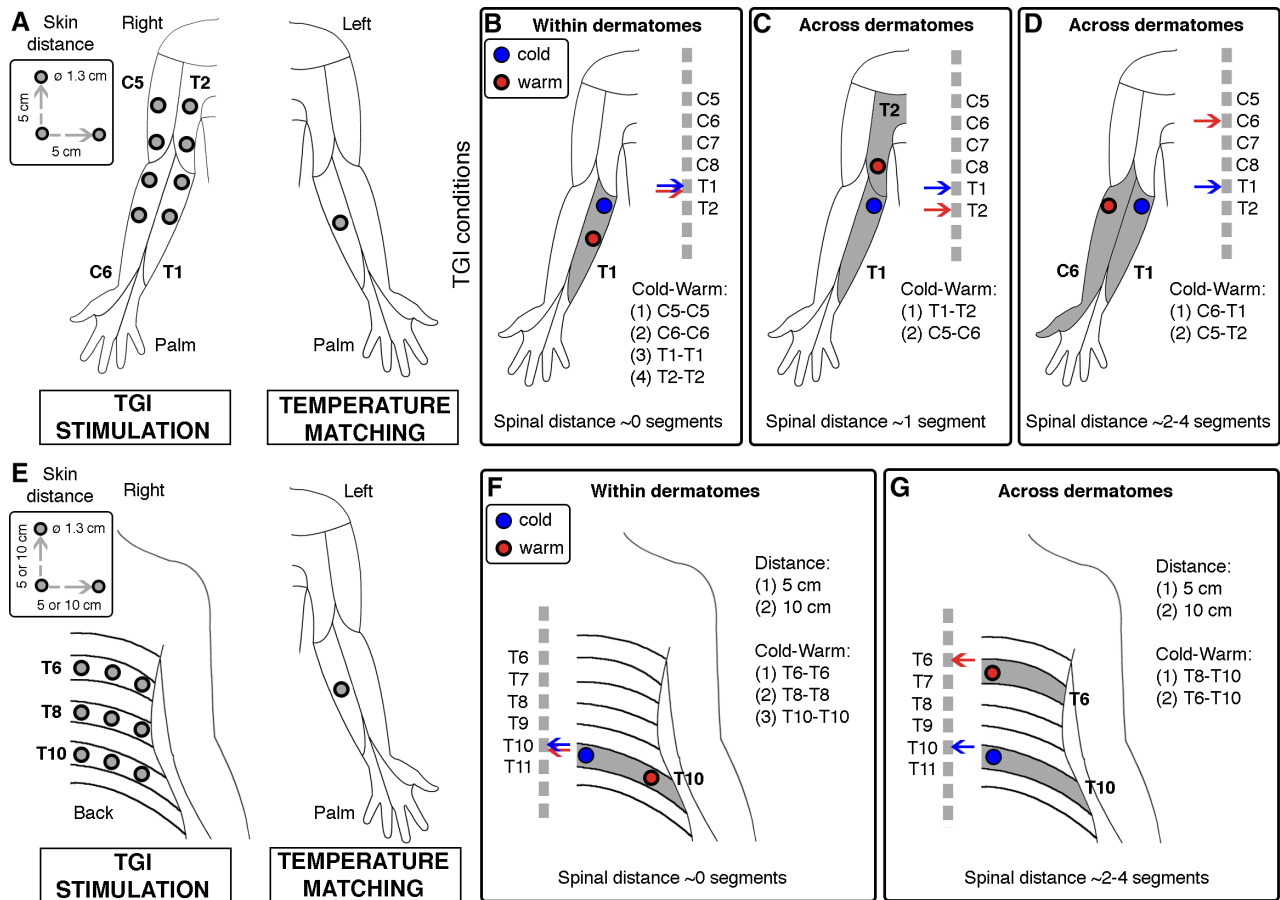 A
Skin
distance
Right
Left
ø 1.3 cm
5 cm
5 cm
C5
T2
C6
T1
Palm
Palm
TGI
STIMULATION
TEMPERATURE
MATCHING
TGI conditions
B
Within dermatomes
cold
warm
C5
C6
C7
C8
T1
T2
T1
Cold-Warm:
(1) C5-C5
(2) C6-C6
(3) T1-T1
(4) T2-T2
Spinal distance ~0 segments
C
Across dermatomes
T2
C5
C6
C7
C8
T1
T2
T1
Cold-Warm:
(1) T1-T2
(2) C5-C6
Spinal distance ~1 segment
D
Across dermatomes
C5
C6
C7
C8
T1
T2
C6
T1
Cold-Warm:
(1) C6-T1
(2) C5-T2
Spinal distance ~2-4 segments
E
Skin
distance
Right
Left
ø 1.3 cm
5 or 10 cm
5 or 10 cm
T6
T8
T10
Back
Palm
TGI
STIMULATION
TEMPERATURE
MATCHING
F
Within dermatomes
cold
warm
Distance:
(1) 5 cm
(2) 10 cm
Cold-Warm:
(1) T6-T6
(2) T8-T8
(3) T10-T10
T6
T7
T8
T9
T10
T11
T10
Spinal distance ~0 segments
G
Across dermatomes
Distance:
(1) 5 cm
(2) 10 cm
Cold-Warm:
(1) T8-T10
(2) T6-T10
T6
T7
T8
T9
T10
T11
T6
T10
Spinal distance ~2-4 segments